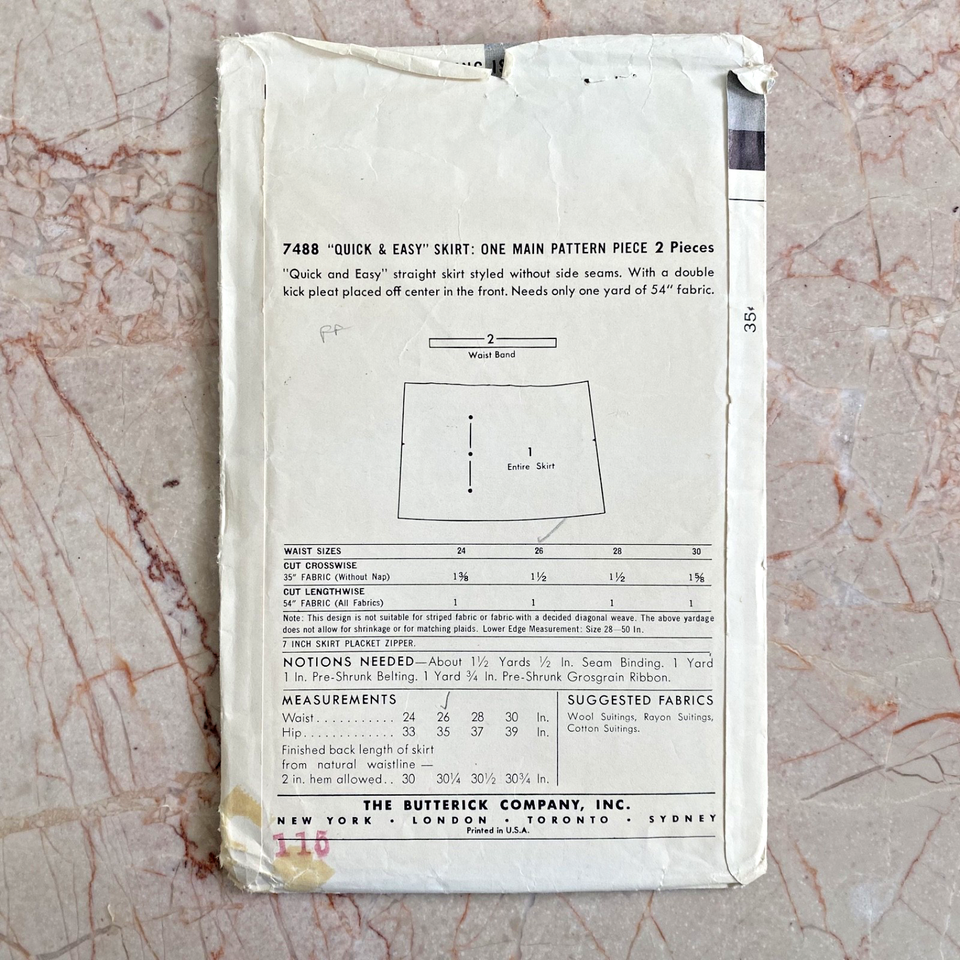 7488 "QUICK & EASY" SKIRT: ONE MAIN PATTERN PIECE 2 Pieces
"Quick and Easy" straight skirt styled without side seams. With a double
kick pleat placed off center in the front. Needs only one yard of 54" fabric.
35¢
2
Waist Band
1
Entire Skirt
WAIST SIZES 24 26 28 30
CUT CROSSWISE
35" FABRIC (Without Nap) 1⅜ 1½ 1½ 1⅝
CUT LENGTHWISE
54" FABRIC (All Fabrics) 1 1 1 1
Note: This design is not suitable for striped fabric or fabric with a decided diagonal weave. The above yardage
does not allow for shrinkage or for matching plaids. Lower Edge Measurement: Size 28—50 In.
7 INCH SKIRT PLACKET ZIPPER.
NOTIONS NEEDED—About 1½ Yards ½ In. Seam Binding. 1 Yard
1 In. Pre-Shrunk Belting. 1 Yard ¾ In. Pre-Shrunk Grosgrain Ribbon.
MEASUREMENTS
Waist........... 24 26 28 30 In.
Hip............. 33 35 37 39 In.
Finished back length of skirt
from natural waistline —
2 in. hem allowed.. 30 30¼ 30½ 30¾ In.
SUGGESTED FABRICS
Wool Suitings, Rayon Suitings,
Cotton Suitings.
THE BUTTERICK COMPANY, INC.
NEW YORK • LONDON • TORONTO • SYDNEY
Printed in U.S.A.
116